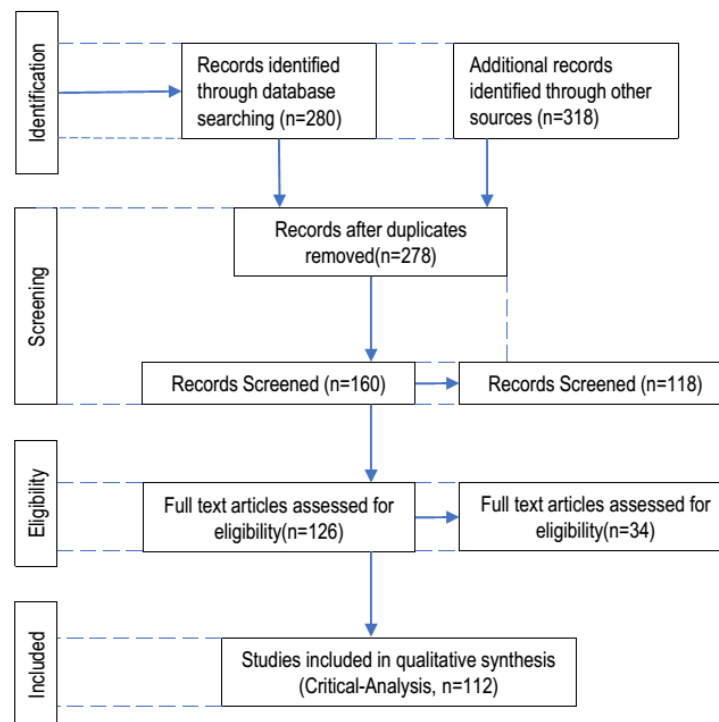 Identification
Records identified
through database
searching (n=280)
Additional records
identified through other
sources (n=318)
Screening
Records after duplicates
removed(n=278)
Records Screened (n=160)
Records Screened (n=118)
Eligibility
Full text articles assessed for
eligibility(n=126)
Full text articles assessed for
eligibility(n=34)
Included
Studies included in qualitative synthesis
(Critical-Analysis, n=112)